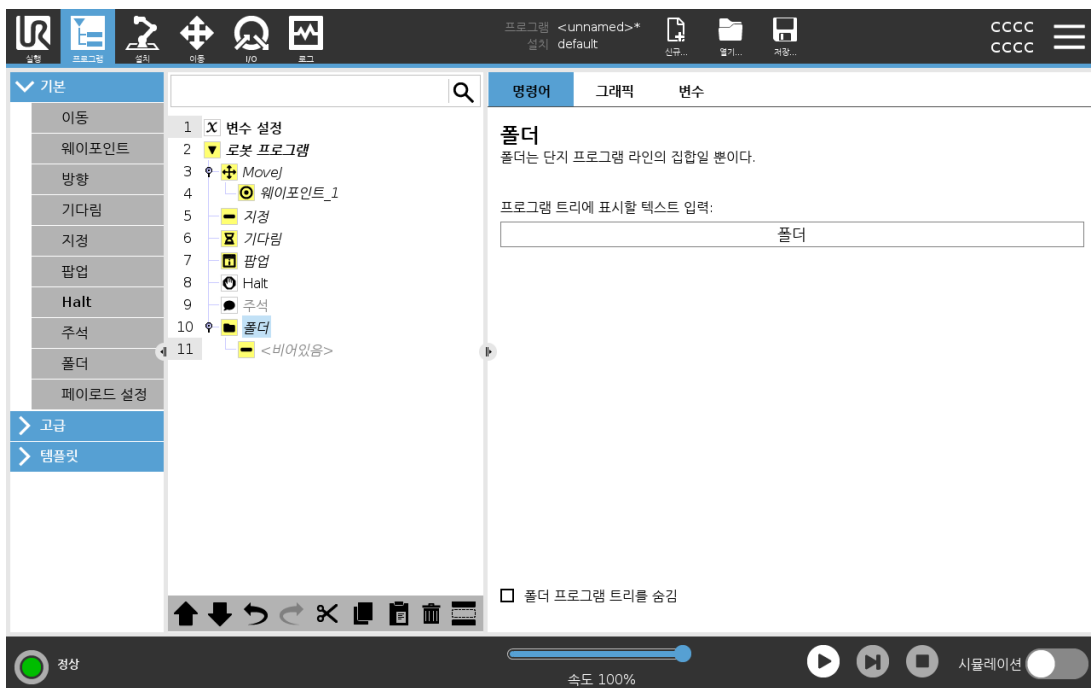 UR
실행
프로그램
설치
이동
I/O
로그
프로그램 <unnamed>*
설치 default
신규...
열기...
저장...
CCCC
CCCC
기본
이동
웨이포인트
방향
기다림
지정
팝업
Halt
주석
폴더
페이로드 설정
고급
템플릿
1 x 변수 설정
2 로봇 프로그램
3 MoveJ
4 웨이포인트_1
5 지정
6 기다림
7 팝업
8 Halt
9 주석
10 폴더
11 <비어있음>
명령어 그래픽 변수
폴더
폴더는 단지 프로그램 라인의 집합일 뿐이다.
프로그램 트리에 표시할 텍스트 입력:
폴더
폴더 프로그램 트리를 숨김
정상
속도 100%
시뮬레이션